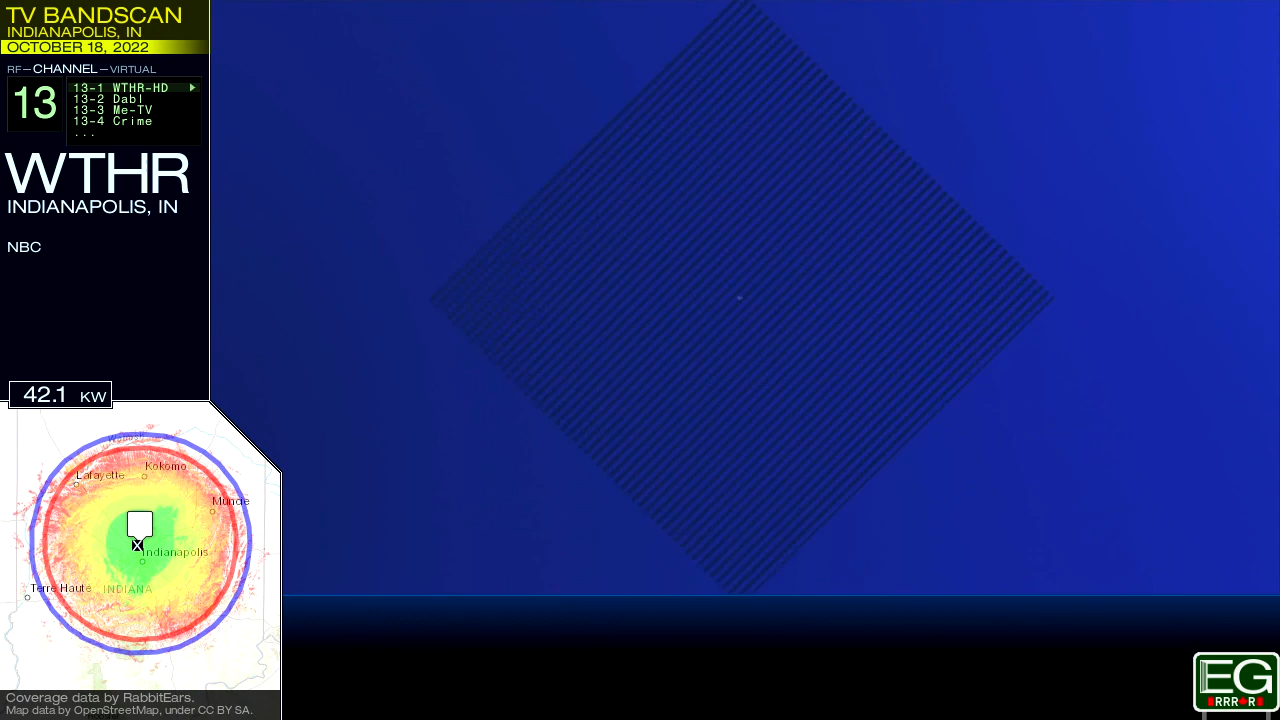 TV BANDSCAN
INDIANAPOLIS, IN
OCTOBER 18, 2022
RF—CHANNEL—VIRTUAL
13
13-1 WTHR-HD
13-2 Dabl
13-3 Me-TV
13-4 Crime
...
WTHR
INDIANAPOLIS, IN
NBC
42.1 KW
Wabash
Kokomo
Lafayette
Muncie
Indianapolis
Terre Haute
INDIANA
Coverage data by RabbitEars.
Map data by OpenStreetMap, under CC BY SA.
EG